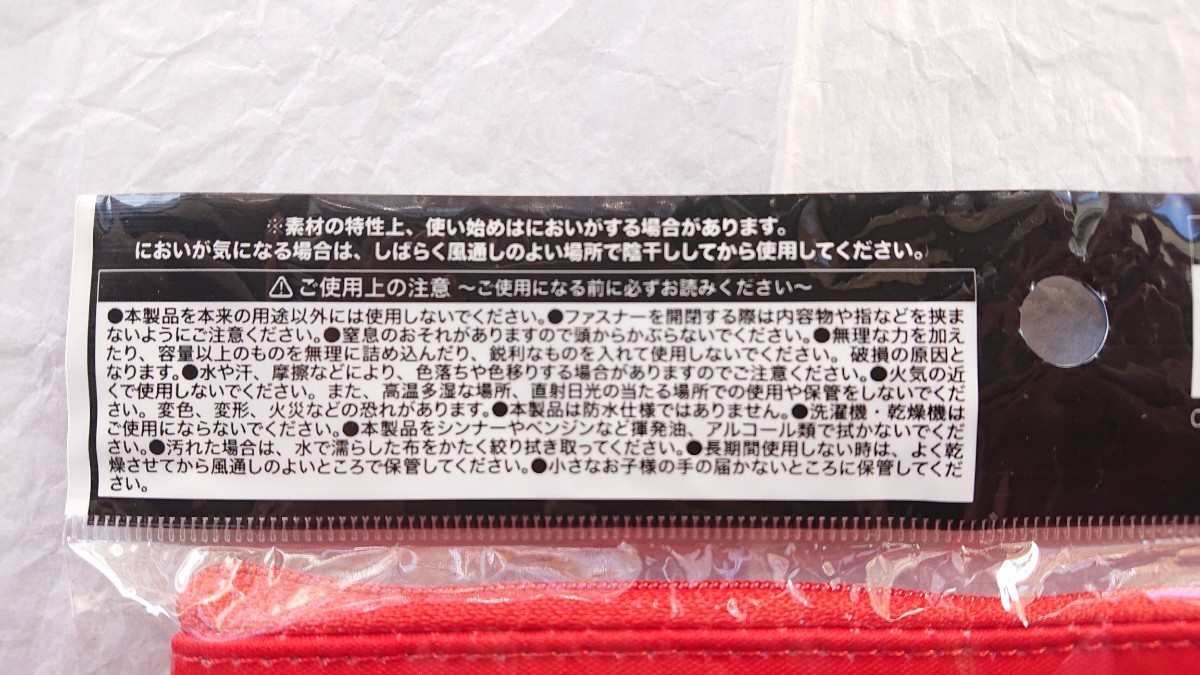 ※素材の特性上、使い始めはにおいがする場合があります。
においが気になる場合は、しばらく風通しのよい場所で陰干ししてから使用してください。
⚠ご使用上の注意 ～ご使用になる前に必ずお読みください～
●本製品を本来の用途以外には使用しないでください。●ファスナーを開閉する際は内容物や指などを挟ま
ないようにご注意ください。●窒息のおそれがありますので頭からかぶらないでください。●無理な力を加え
たり、容量以上のものを無理に詰め込んだり、鋭利なものを入れて使用しないでください。破損の原因と
なります。●水や汗、摩擦などにより、色落ちや色移りする場合がありますのでご注意ください。●火気の近
くで使用しないでください。また、高温多湿な場所、直射日光の当たる場所での使用や保管をしないでくだ
さい。変色、変形、火災などの恐れがあります。●本製品は防水仕様ではありません。●洗濯機・乾燥機は
ご使用にならないでください。●本製品をシンナーやベンジンなど揮発油、アルコール類で拭かないでくだ
さい。●汚れた場合は、水で濡らした布をかたく絞り拭き取ってください。●長期間使用しない時は、よく乾
燥させてから風通しのよいところで保管してください。●小さなお子様の手の届かないところに保管してくだ
さい。